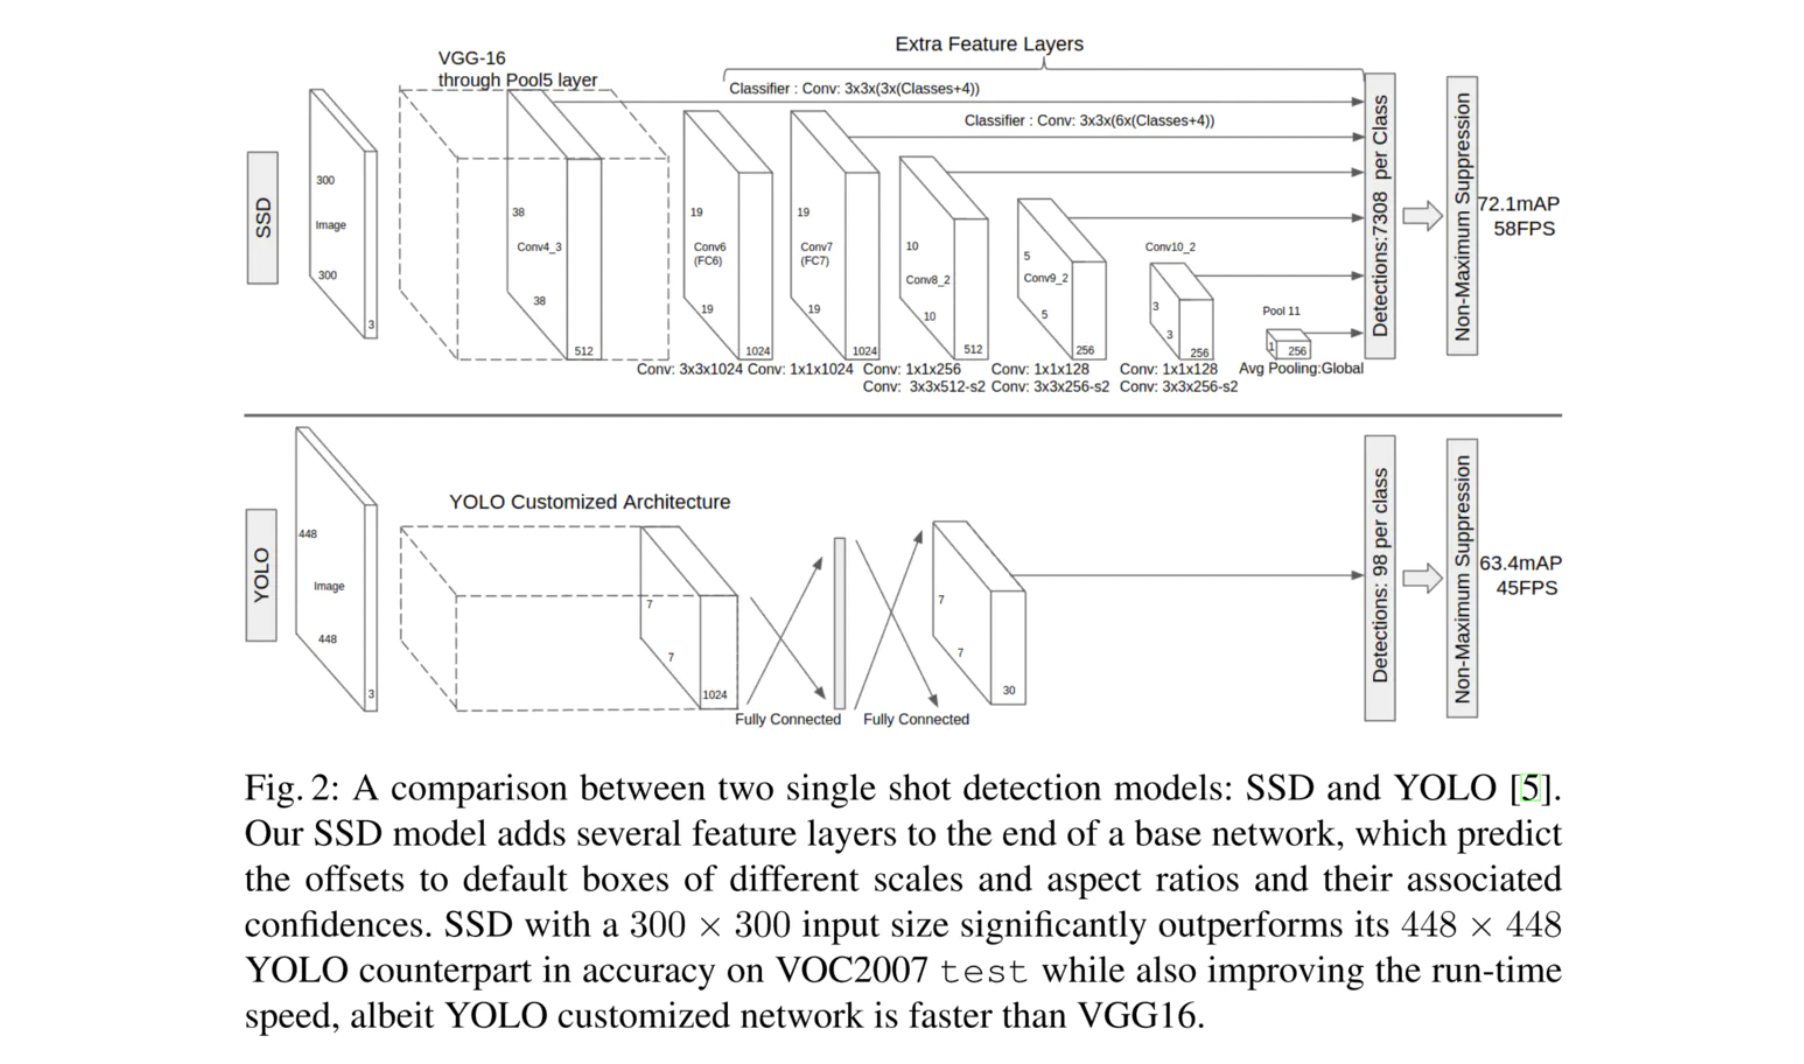 Extra Feature Layers
VGG-16
through Pool5 layer
Classifier : Conv: 3x3x(3x(Classes+4))
Classifier : Conv: 3x3x(6x(Classes+4))
SSD
300
Image
300
3
38
Conv4_3
38
512
19
Conv6
(FC6)
19
1024
19
Conv7
(FC7)
19
1024
10
Conv8_2
10
512
5
Conv9_2
5
256
Conv10_2
3
3
256
Pool 11
1
256
Conv: 3x3x1024
Conv: 1x1x1024
Conv: 1x1x256
Conv: 3x3x512-s2
Conv: 1x1x128
Conv: 3x3x256-s2
Conv: 1x1x128
Conv: 3x3x256-s2
Avg Pooling:Global
Detections:7308 per Class
Non-Maximum Suppression
72.1mAP
58FPS
YOLO
448
Image
448
3
YOLO Customized Architecture
7
7
1024
Fully Connected
Fully Connected
7
7
30
Detections: 98 per class
Non-Maximum Suppression
63.4mAP
45FPS
Fig. 2: A comparison between two single shot detection models: SSD and YOLO [5].
Our SSD model adds several feature layers to the end of a base network, which predict
the offsets to default boxes of different scales and aspect ratios and their associated
confidences. SSD with a 300 × 300 input size significantly outperforms its 448 × 448
YOLO counterpart in accuracy on VOC2007 test while also improving the run-time
speed, albeit YOLO customized network is faster than VGG16.